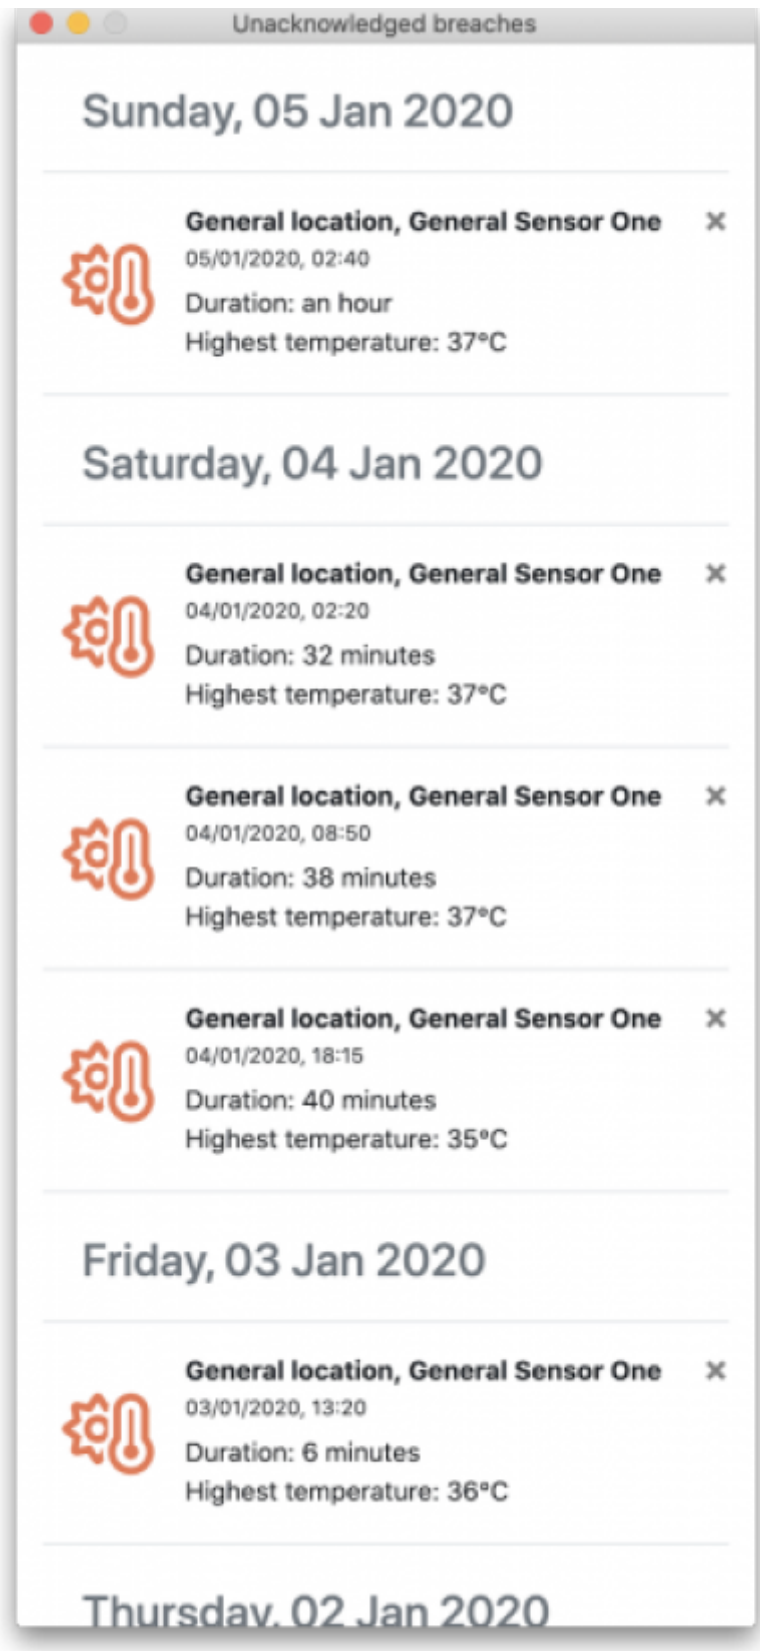 Unacknowledged breaches
Sunday, 05 Jan 2020
General location, General Sensor One ×
05/01/2020, 02:40
Duration: an hour
Highest temperature: 37°C
Saturday, 04 Jan 2020
General location, General Sensor One ×
04/01/2020, 02:20
Duration: 32 minutes
Highest temperature: 37°C
General location, General Sensor One ×
04/01/2020, 08:50
Duration: 38 minutes
Highest temperature: 37°C
General location, General Sensor One ×
04/01/2020, 18:15
Duration: 40 minutes
Highest temperature: 35°C
Friday, 03 Jan 2020
General location, General Sensor One ×
03/01/2020, 13:20
Duration: 6 minutes
Highest temperature: 36°C
Thursday, 02 Jan 2020